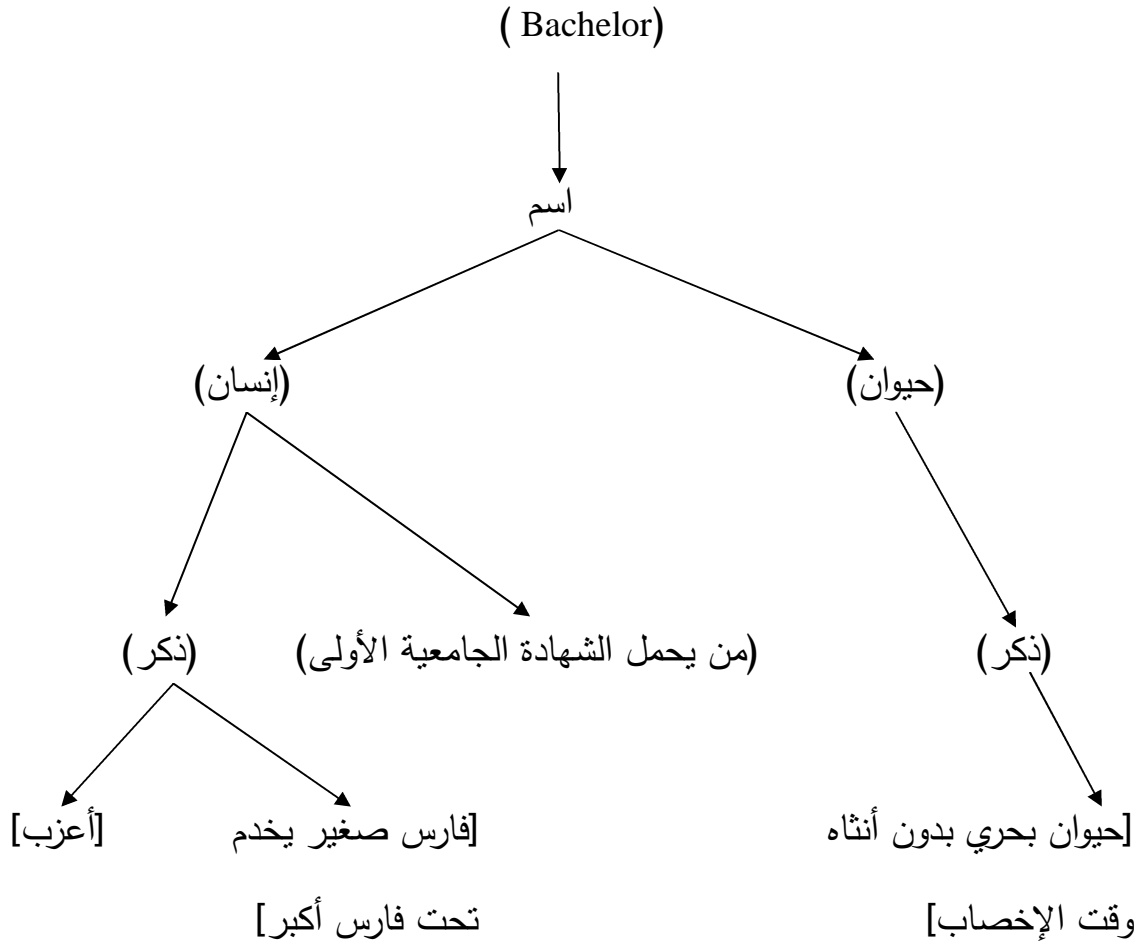 ( Bachelor)
اسم
(إنسان)
(حيوان)
(ذكر)
(من يحمل الشهادة الجامعية الأولى)
(ذكر)
[أعزب]
[فارس صغير يخدم
تحت فارس أكبر]
[حيوان بحري بدون أنثاه
وقت الإخصاب]